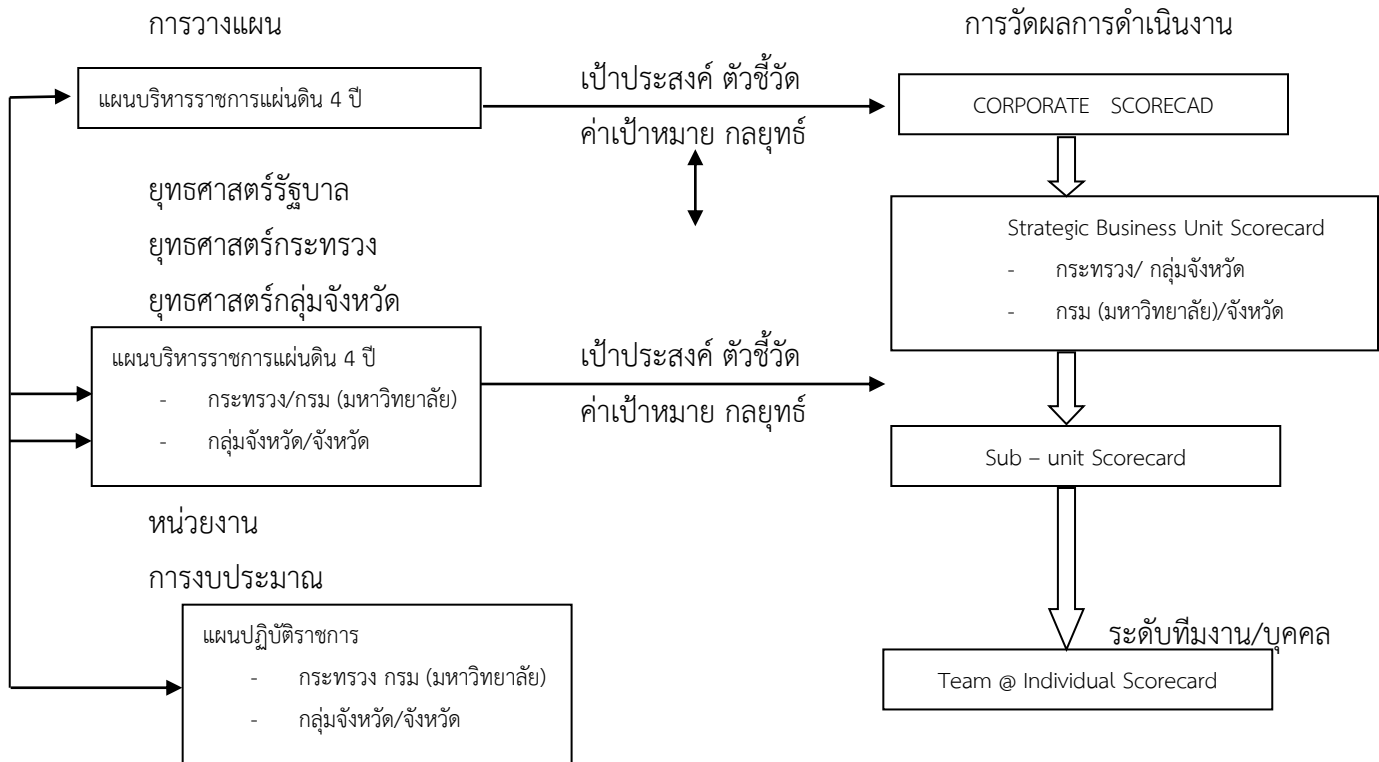 การวางแผน
การวัดผลการดำเนินงาน
แผนบริหารราชการแผ่นดิน 4 ปี
เป้าประสงค์ ตัวชี้วัด
ค่าเป้าหมาย กลยุทธ์
CORPORATE SCORECAD
ยุทธศาสตร์รัฐบาล
ยุทธศาสตร์กระทรวง
ยุทธศาสตร์กลุ่มจังหวัด
Strategic Business Unit Scorecard
- กระทรวง/ กลุ่มจังหวัด
- กรม (มหาวิทยาลัย)/จังหวัด
แผนบริหารราชการแผ่นดิน 4 ปี
- กระทรวง/กรม (มหาวิทยาลัย)
- กลุ่มจังหวัด/จังหวัด
เป้าประสงค์ ตัวชี้วัด
ค่าเป้าหมาย กลยุทธ์
Sub – unit Scorecard
หน่วยงาน
การงบประมาณ
แผนปฏิบัติราชการ
- กระทรวง กรม (มหาวิทยาลัย)
- กลุ่มจังหวัด/จังหวัด
ระดับทีมงาน/บุคคล
Team @ Individual Scorecard